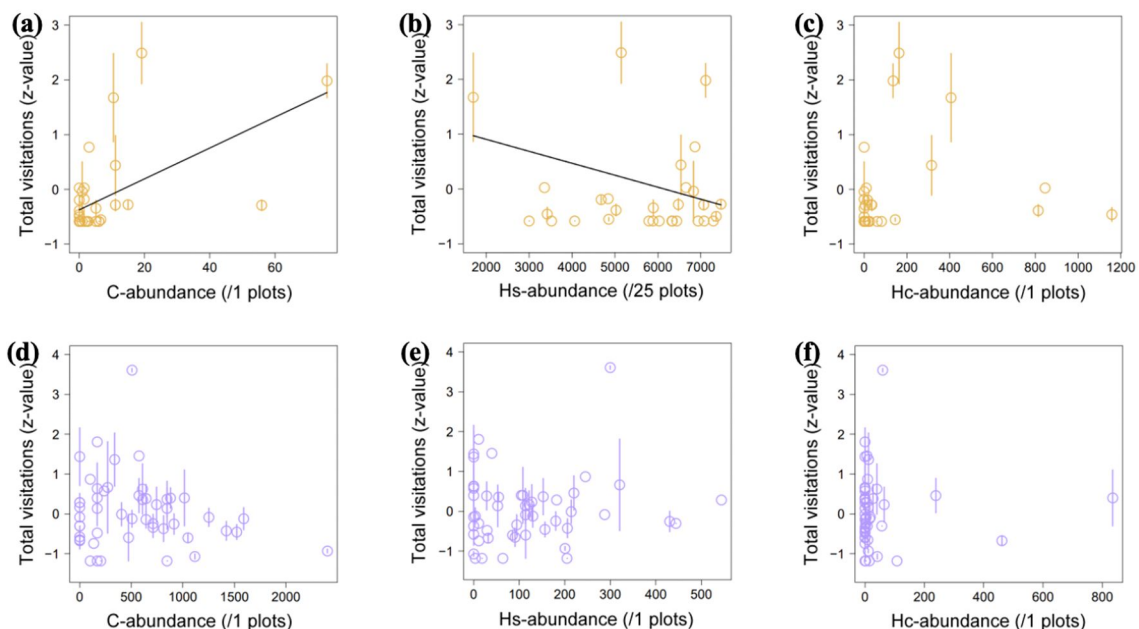 (a)
Total visitations (z-value)
3
2
1
0
−1
0 20 40 60
C-abundance (/1 plots)
(b)
Total visitations (z-value)
3
2
1
0
−1
2000 3000 4000 5000 6000 7000
Hs-abundance (/25 plots)
(c)
Total visitations (z-value)
3
2
1
0
−1
0 200 400 600 800 1000 1200
Hc-abundance (/1 plots)
(d)
Total visitations (z-value)
4
3
2
1
0
−1
0 500 1000 1500 2000
C-abundance (/1 plots)
(e)
Total visitations (z-value)
4
3
2
1
0
−1
0 100 200 300 400 500
Hs-abundance (/1 plots)
(f)
Total visitations (z-value)
4
3
2
1
0
−1
0 200 400 600 800
Hc-abundance (/1 plots)